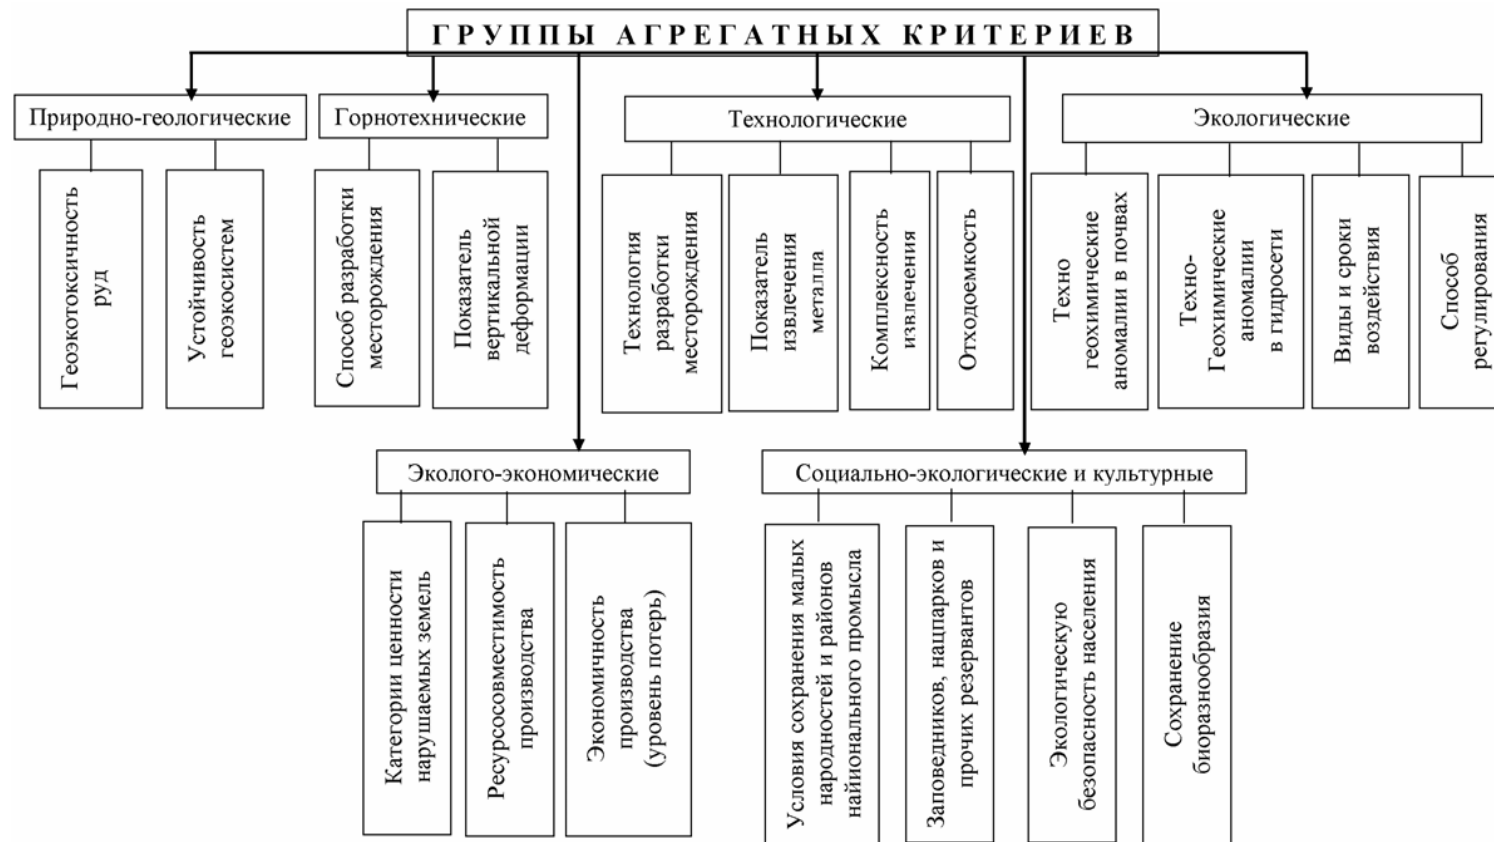 ГРУППЫ АГРЕГАТНЫХ КРИТЕРИЕВ
Природно-геологические
Геоэкотоксичность
руд
Устойчивость
геоэкосистем
Горнотехнические
Способ разработки
месторождения
Показатель
вертикальной
деформации
Технологические
Технология
разработки
месторождения
Показатель
извлечения
металла
Комплексность
извлечения
Отходоемкость
Экологические
Техно
геохимические
аномалии в почвах
Техно-
Геохимические
аномалии
в гидросети
Виды и сроки
воздействия
Способ
регулирования
Эколого-экономические
Категории ценности
нарушаемых земель
Ресурсосовместимость
производства
Экономичность
производства
(уровень потерь)
Социально-экологические и культурные
Условия сохранения малых
народностей и районов
найионального промысла
Заповедников, нацпарков и
прочих резервантов
Экологическую
безопасность населения
Сохранение
биоразнообразия